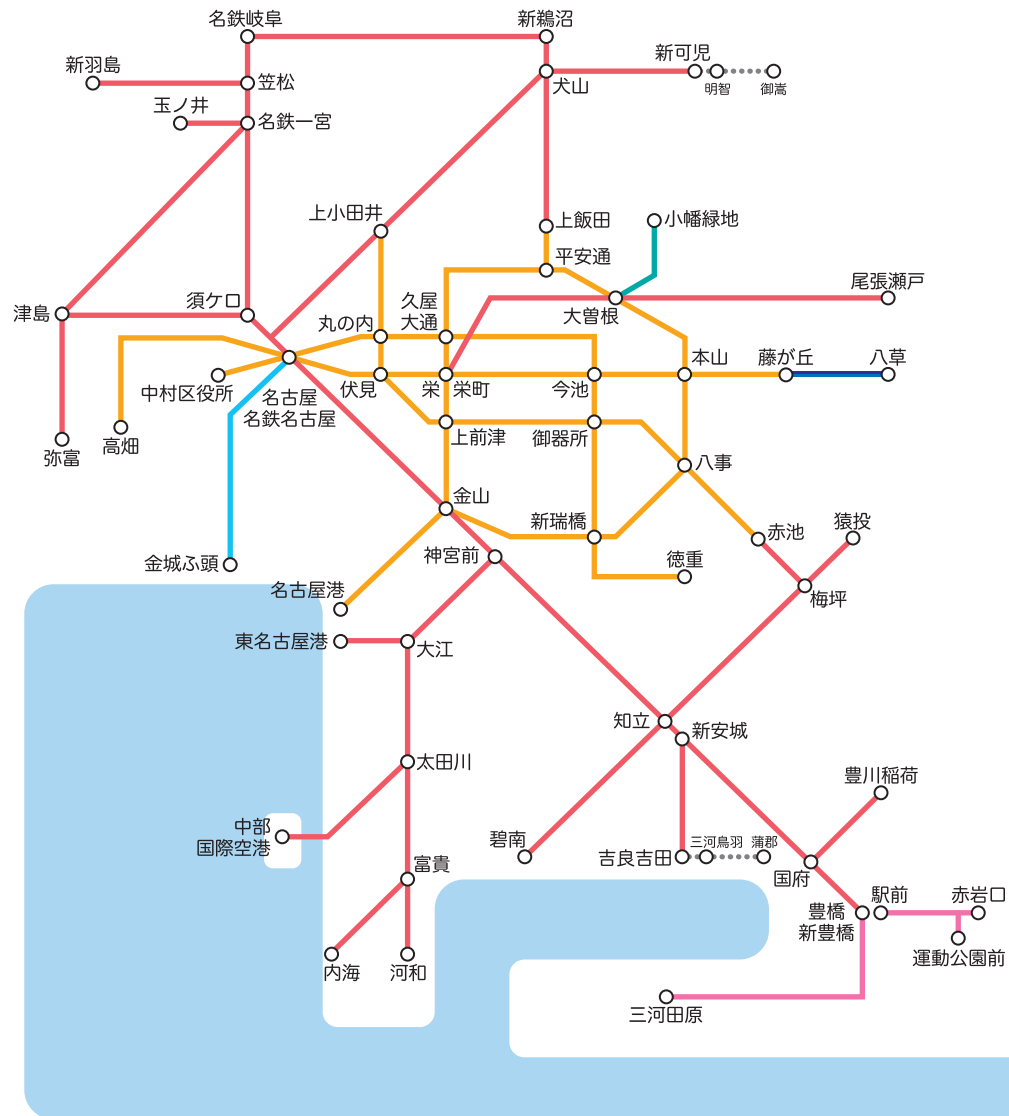 名鉄岐阜
新鵜沼
新可児
新羽島
笠松
犬山
明智
御嵩
玉ノ井
名鉄一宮
上小田井
上飯田
小幡緑地
平安通
尾張瀬戸
津島
須ケ口
久屋
大通
丸の内
大曽根
本山
藤が丘
八草
中村区役所
名古屋
名鉄名古屋
伏見
栄
栄町
今池
高畑
弥富
上前津
御器所
八事
金山
新瑞橋
赤池
猿投
神宮前
徳重
金城ふ頭
名古屋港
梅坪
東名古屋港
大江
知立
新安城
太田川
豊川稲荷
中部
国際空港
碧南
吉良吉田
三河鳥羽
蒲郡
富貴
国府
駅前
赤岩口
豊橋
新豊橋
運動公園前
内海
河和
三河田原